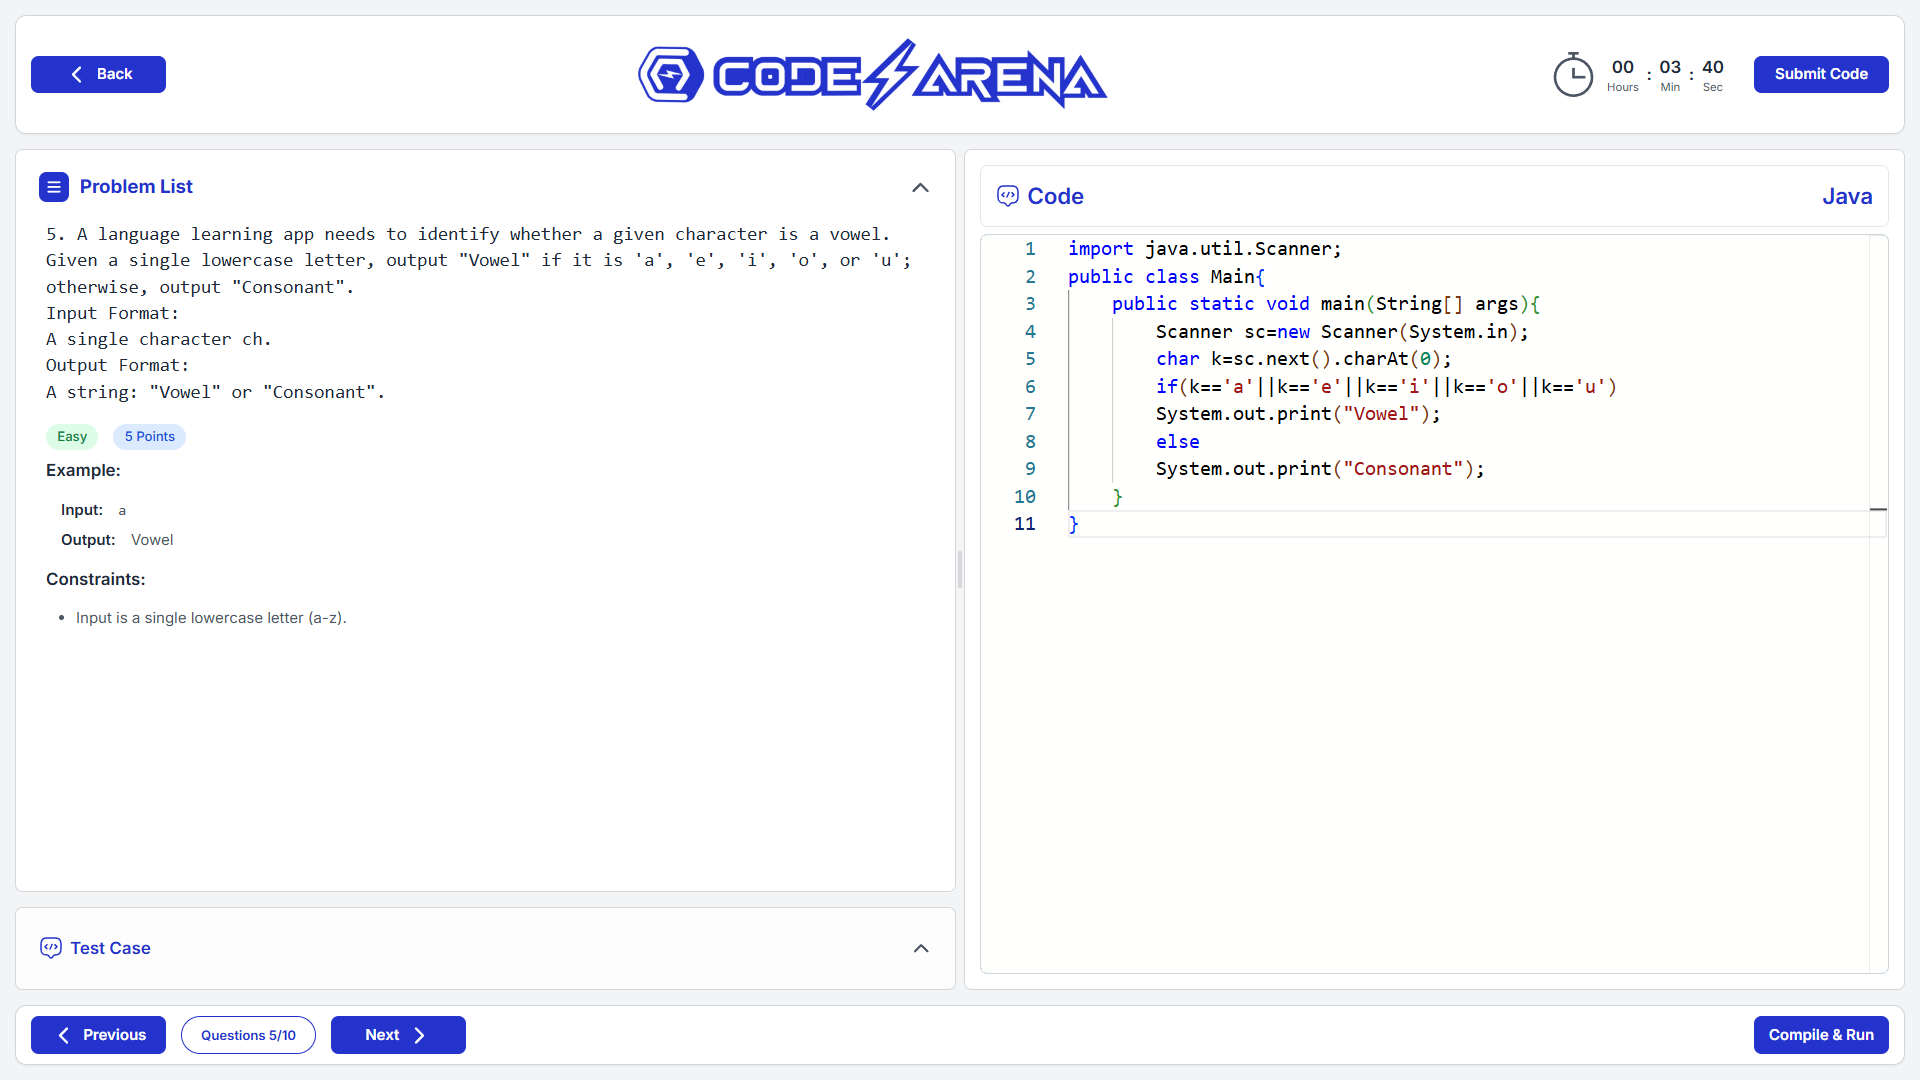 Back
CODE ARENA
00 : 03 : 40
Hours Min Sec
Submit Code
Problem List
5. A language learning app needs to identify whether a given character is a vowel.
Given a single lowercase letter, output "Vowel" if it is 'a', 'e', 'i', 'o', or 'u';
otherwise, output "Consonant".
Input Format:
A single character ch.
Output Format:
A string: "Vowel" or "Consonant".
Easy 5 Points
Example:
Input: a
Output: Vowel
Constraints:
• Input is a single lowercase letter (a-z).
Test Case
Code Java
1 import java.util.Scanner;
2 public class Main{
3     public static void main(String[] args){
4         Scanner sc=new Scanner(System.in);
5         char k=sc.next().charAt(0);
6         if(k=='a'||k=='e'||k=='i'||k=='o'||k=='u')
7         System.out.print("Vowel");
8         else
9         System.out.print("Consonant");
10     }
11 }
Previous Questions 5/10 Next
Compile & Run